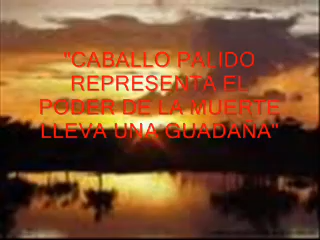 "CABALLO PALIDO
REPRESENTA EL
PODER DE LA MUERTE
LLEVA UNA GUADAÑA"